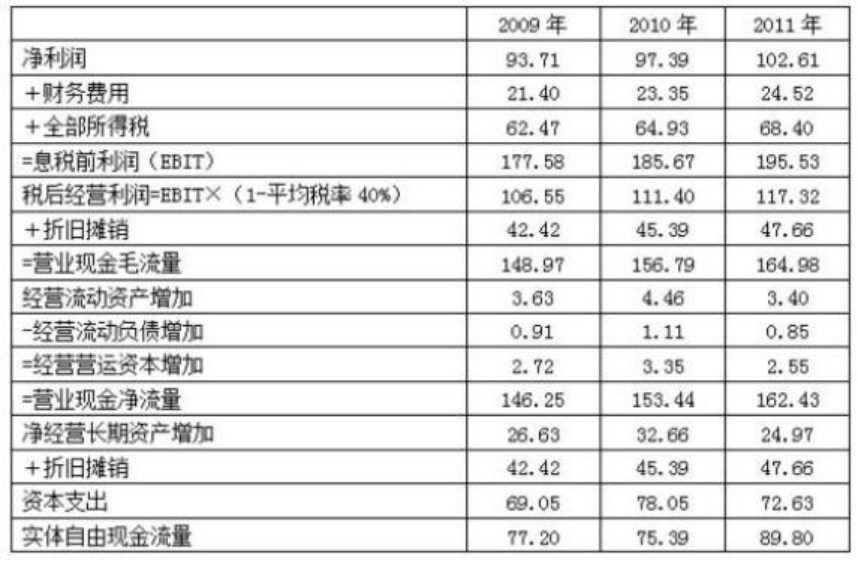 2009 年 2010 年 2011 年
净利润 93.71 97.39 102.61
＋财务费用 21.40 23.35 24.52
＋全部所得税 62.47 64.93 68.40
=息税前利润（EBIT） 177.58 185.67 195.53
税后经营利润=EBIT×（1-平均税率 40%） 106.55 111.40 117.32
＋折旧摊销 42.42 45.39 47.66
=营业现金毛流量 148.97 156.79 164.98
经营流动资产增加 3.63 4.46 3.40
-经营流动负债增加 0.91 1.11 0.85
=经营营运资本增加 2.72 3.35 2.55
=营业现金净流量 146.25 153.44 162.43
净经营长期资产增加 26.63 32.66 24.97
＋折旧摊销 42.42 45.39 47.66
资本支出 69.05 78.05 72.63
实体自由现金流量 77.20 75.39 89.80